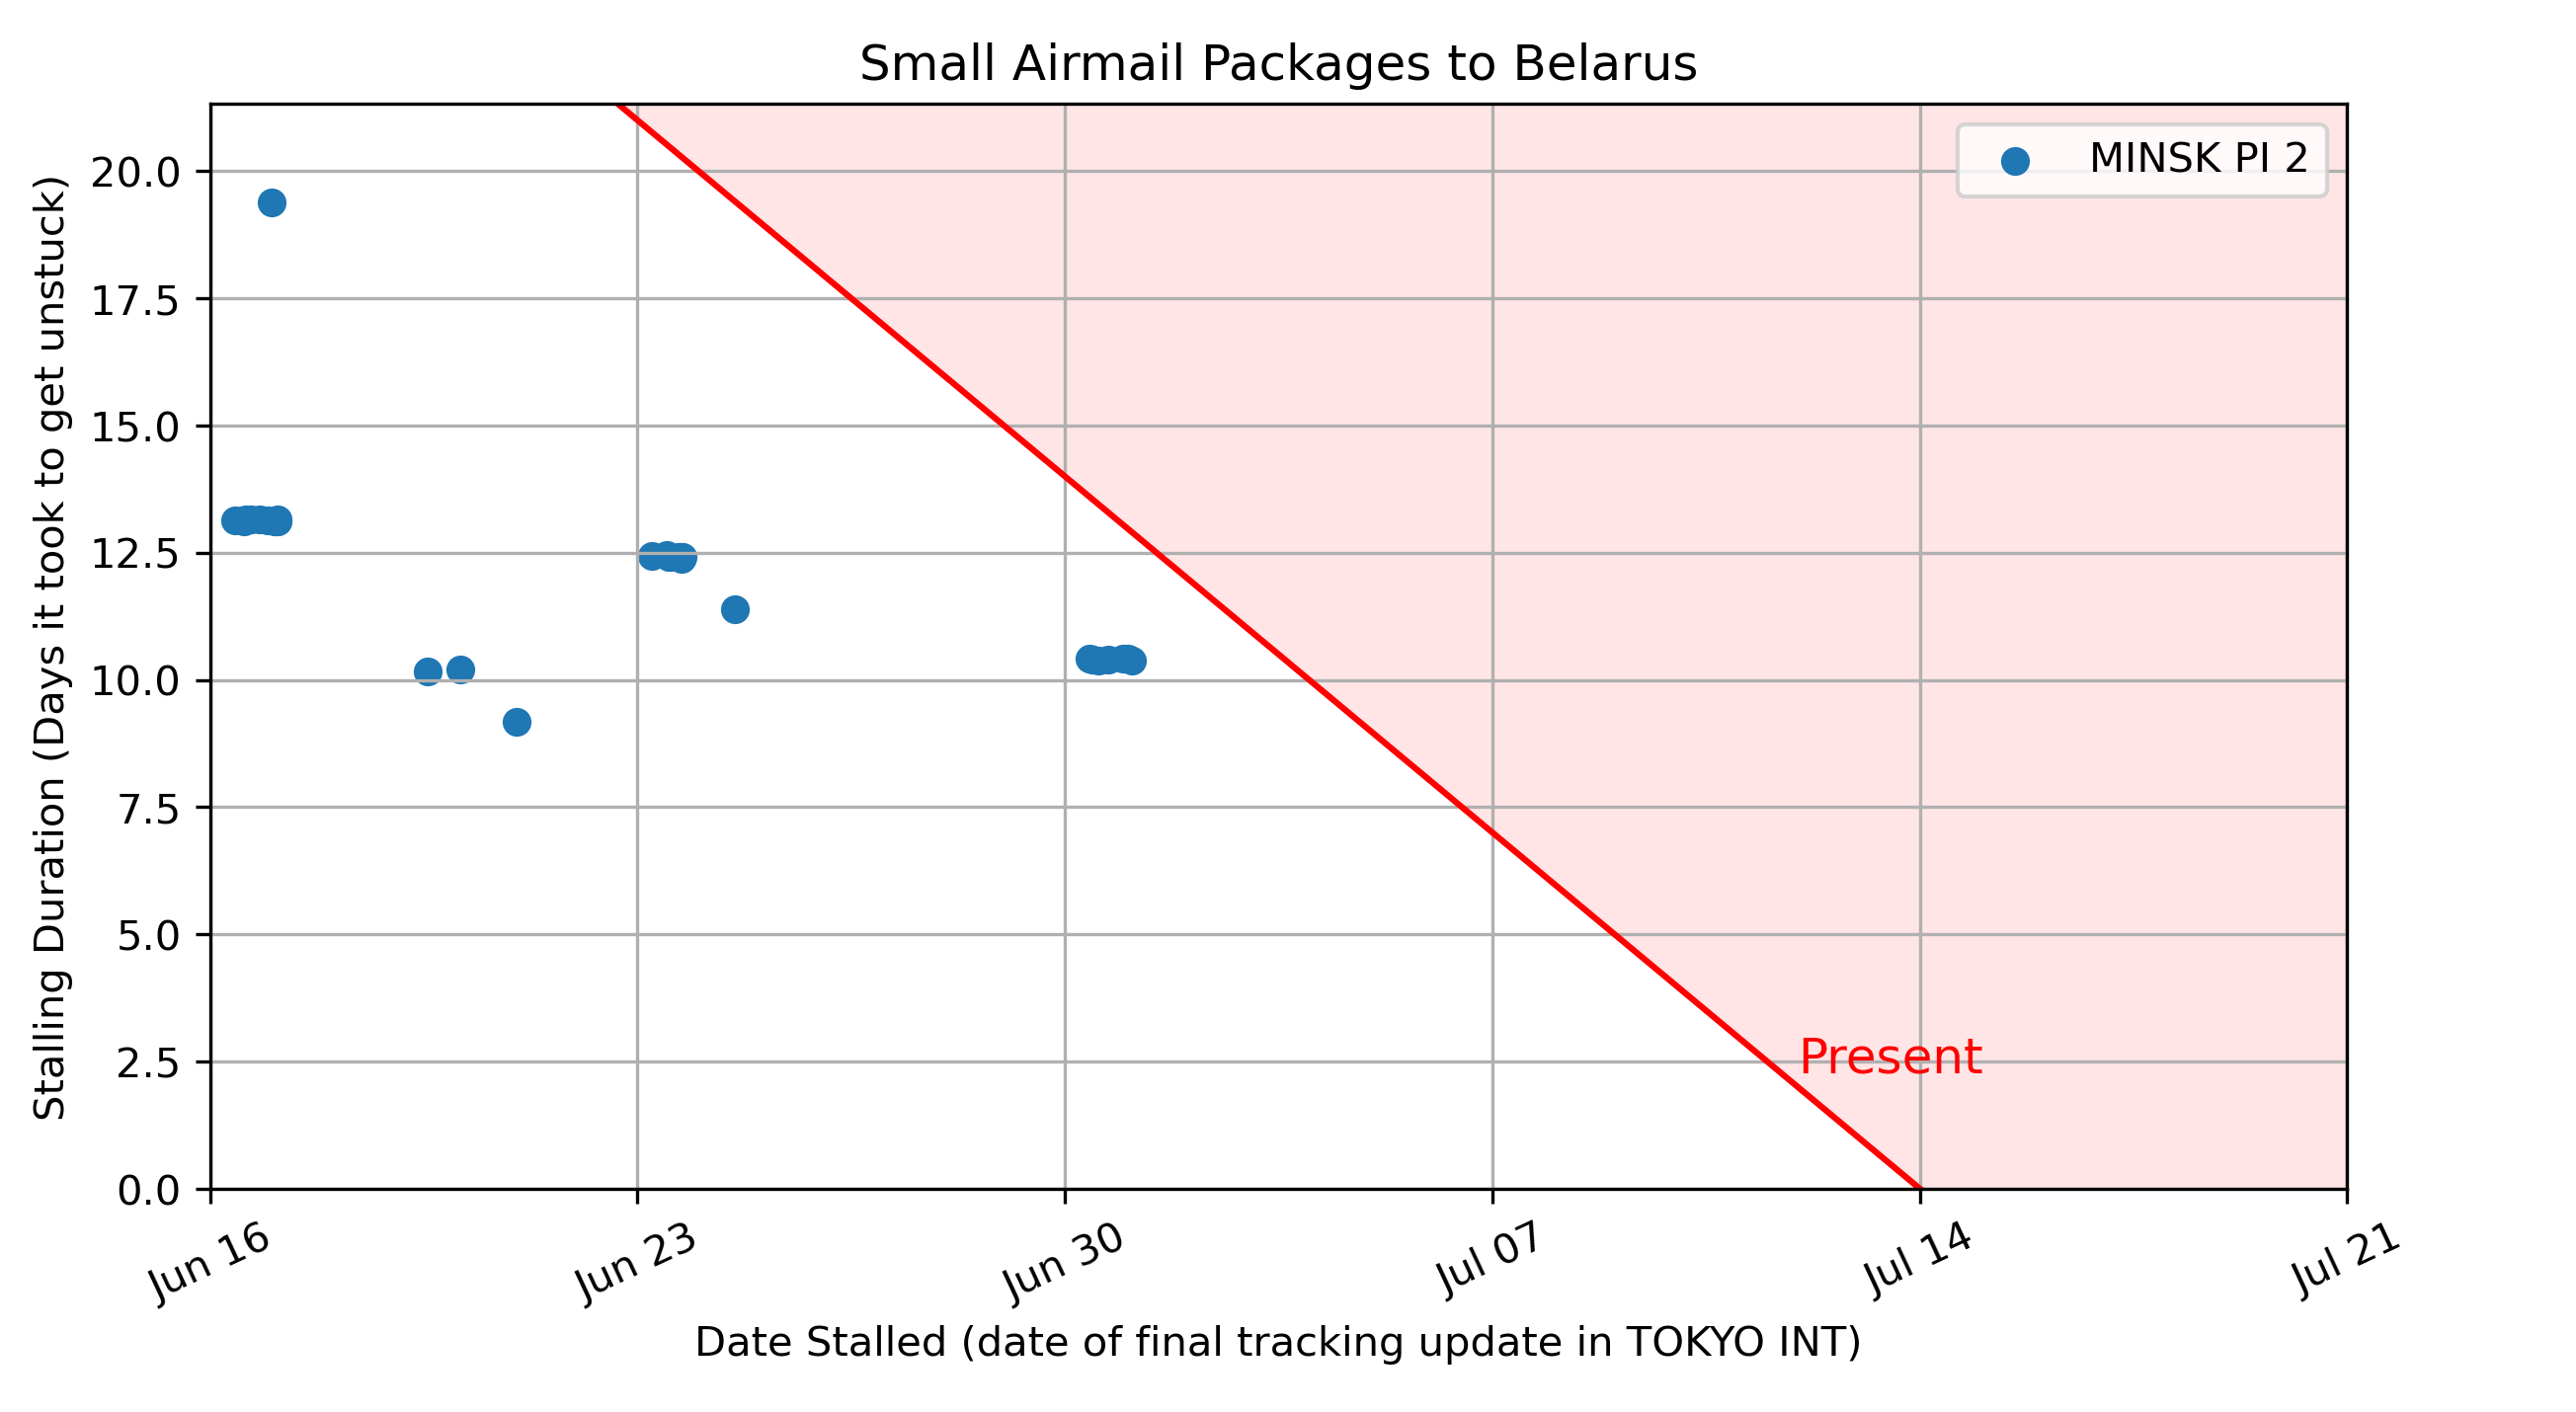 Small Airmail Packages to Belarus
MINSK PI 2
Stalling Duration (Days it took to get unstuck)
20.0
17.5
15.0
12.5
10.0
7.5
5.0
2.5
0.0
Present
Jun 16
Jun 23
Jun 30
Jul 07
Jul 14
Jul 21
Date Stalled (date of final tracking update in TOKYO INT)